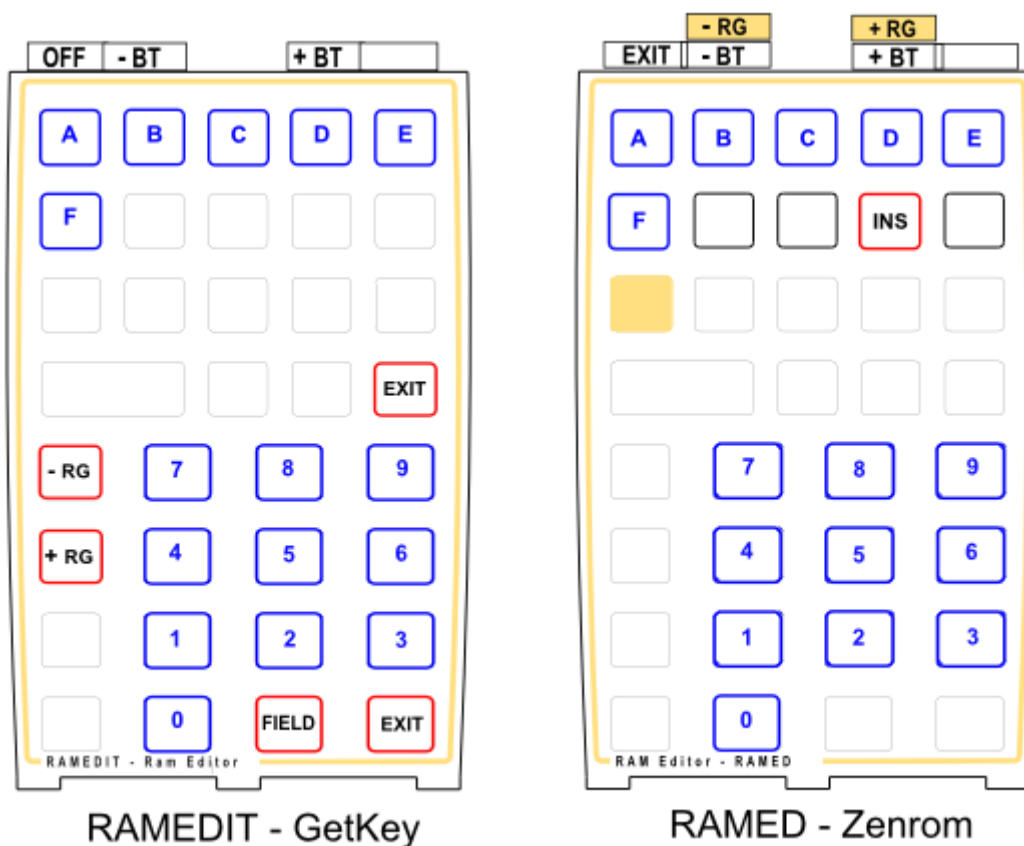 - RG + RG
OFF - BT + BT EXIT - BT + BT
A B C D E A B C D E
F F INS
EXIT
- RG 7 8 9 7 8 9
+ RG 4 5 6 4 5 6
1 2 3 1 2 3
0 FIELD EXIT 0
RAMEDIT - Ram Editor RAM Editor - RAMED
RAMEDIT - GetKey RAMED - Zenrom